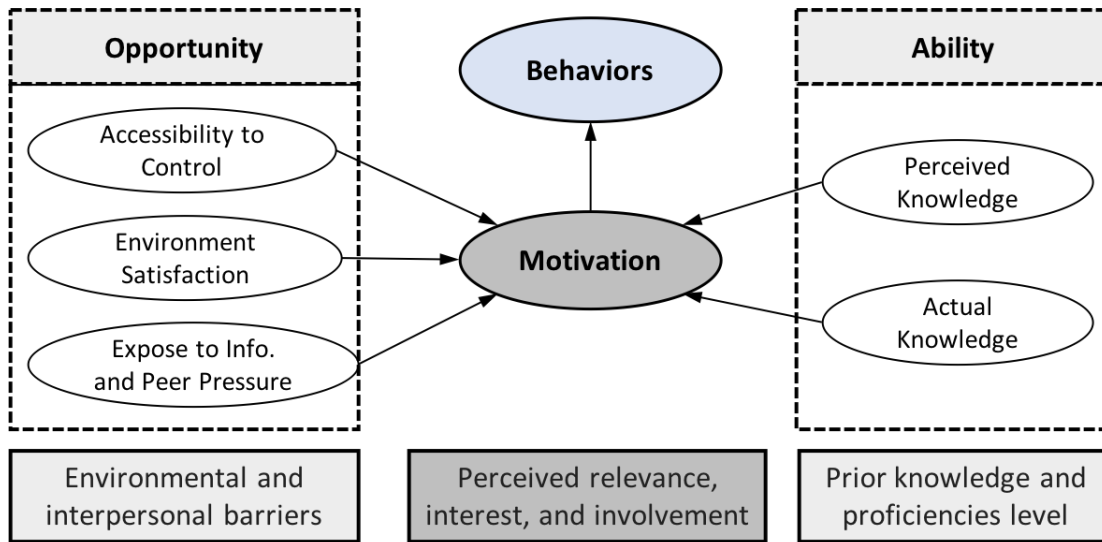 Opportunity
Accessibility to
Control
Environment
Satisfaction
Expose to Info.
and Peer Pressure
Behaviors
Motivation
Ability
Perceived
Knowledge
Actual
Knowledge
Environmental and
interpersonal barriers
Perceived relevance,
interest, and involvement
Prior knowledge and
proficiencies level